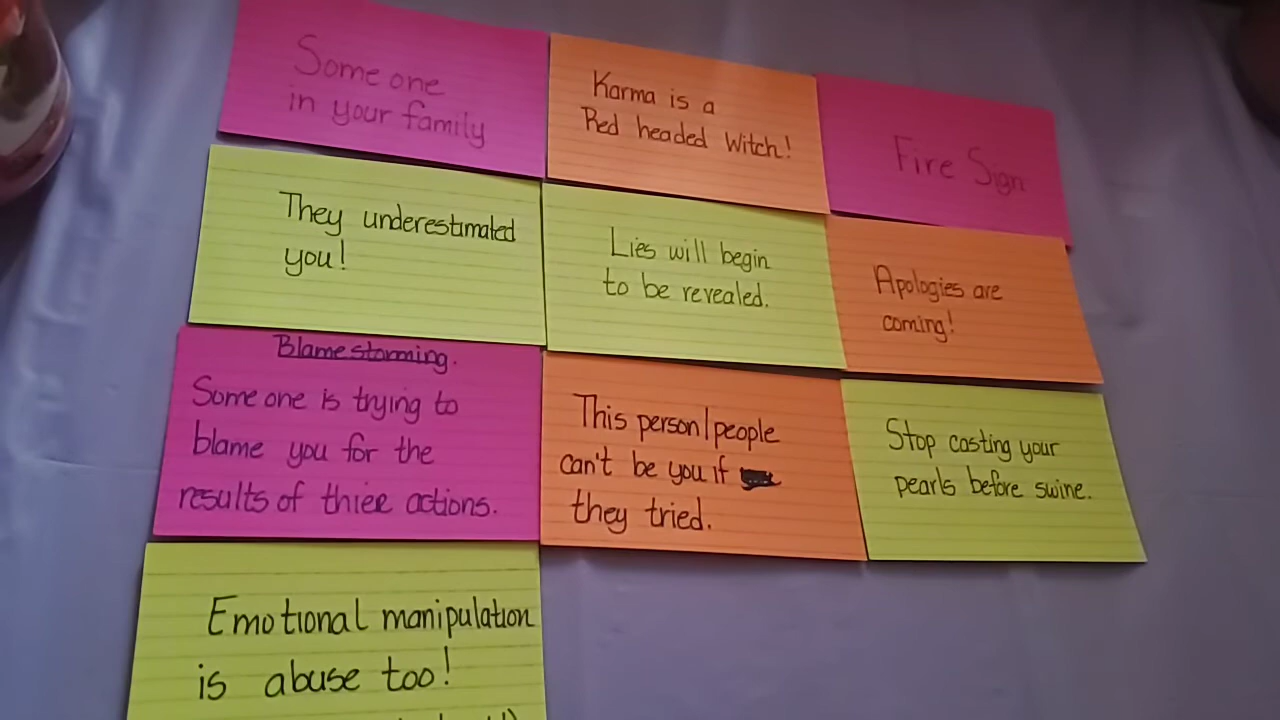 Some one
in your family
Karma is a
Red headed Witch!
Fire Sign
They underestimated
you!
Lies will begin
to be revealed.
Apologies are
coming!
Blamestorming.
Some one is trying to
blame you for the
results of thier actions.
This person/people
can't be you if
they tried.
Stop casting your
pearls before swine.
Emotional manipulation
is abuse too!